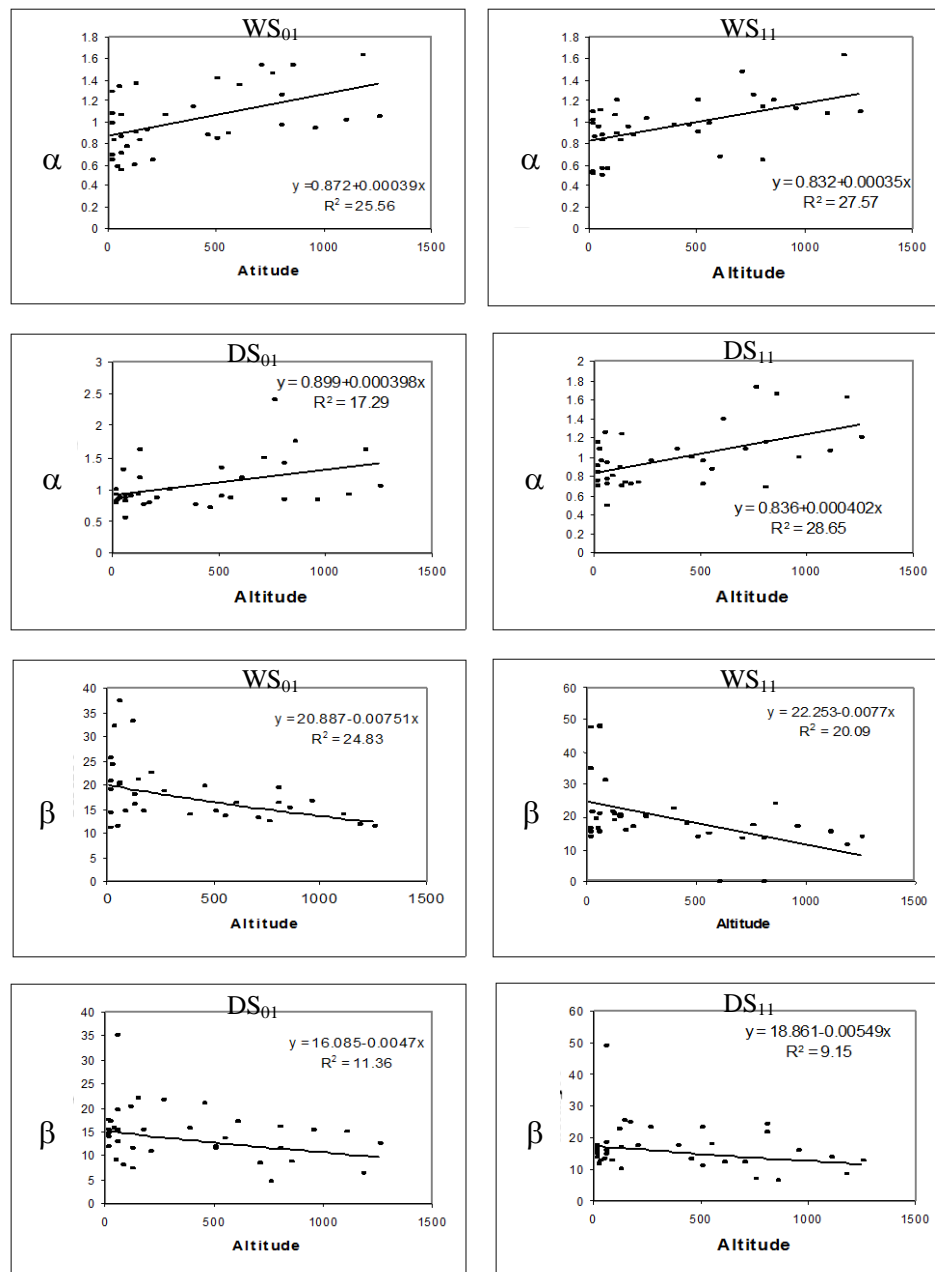 WS₀₁
1.8
1.6
1.4
1.2
1
0.8
0.6
0.4
0.2
0
α
y =0.872+0.00039x
R² = 25.56
0 500 1000 1500
Atitude
WS₁₁
1.8
1.6
1.4
1.2
1
0.8
0.6
0.4
0.2
0
α
y = 0.832+0.00035x
R² = 27.57
0 500 1000 1500
Altitude
DS₀₁
3
2.5
2
1.5
1
0.5
0
α
y = 0.899+0.000398x
R² = 17.29
0 500 1000 1500
Altitude
DS₁₁
2
1.8
1.6
1.4
1.2
1
0.8
0.6
0.4
0.2
0
α
y = 0.836+0.000402x
R² = 28.65
0 500 1000 1500
Altitude
WS₀₁
40
35
30
25
20
15
10
5
0
β
y = 20.887-0.00751x
R² = 24.83
0 500 1000 1500
Altitude
WS₁₁
60
50
40
30
20
10
0
β
y = 22.253-0.0077x
R² = 20.09
0 500 1000 1500
Altitude
DS₀₁
40
35
30
25
20
15
10
5
0
β
y = 16.085-0.0047x
R² = 11.36
0 500 1000 1500
Altitude
DS₁₁
60
50
40
30
20
10
0
β
y = 18.861-0.00549x
R² = 9.15
0 500 1000 1500
Altitude